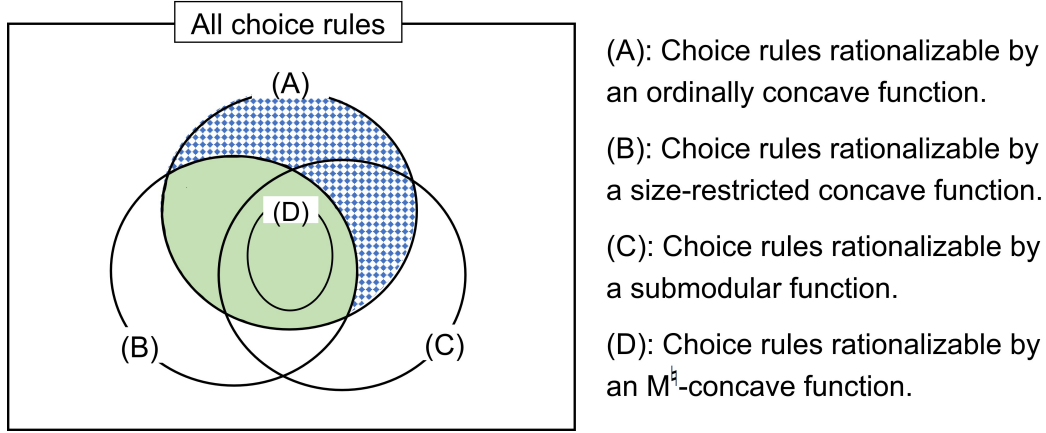 All choice rules
(A)
(D)
(B)
(C)
(A): Choice rules rationalizable by
an ordinally concave function.
(B): Choice rules rationalizable by
a size-restricted concave function.
(C): Choice rules rationalizable by
a submodular function.
(D): Choice rules rationalizable by
an M♮-concave function.